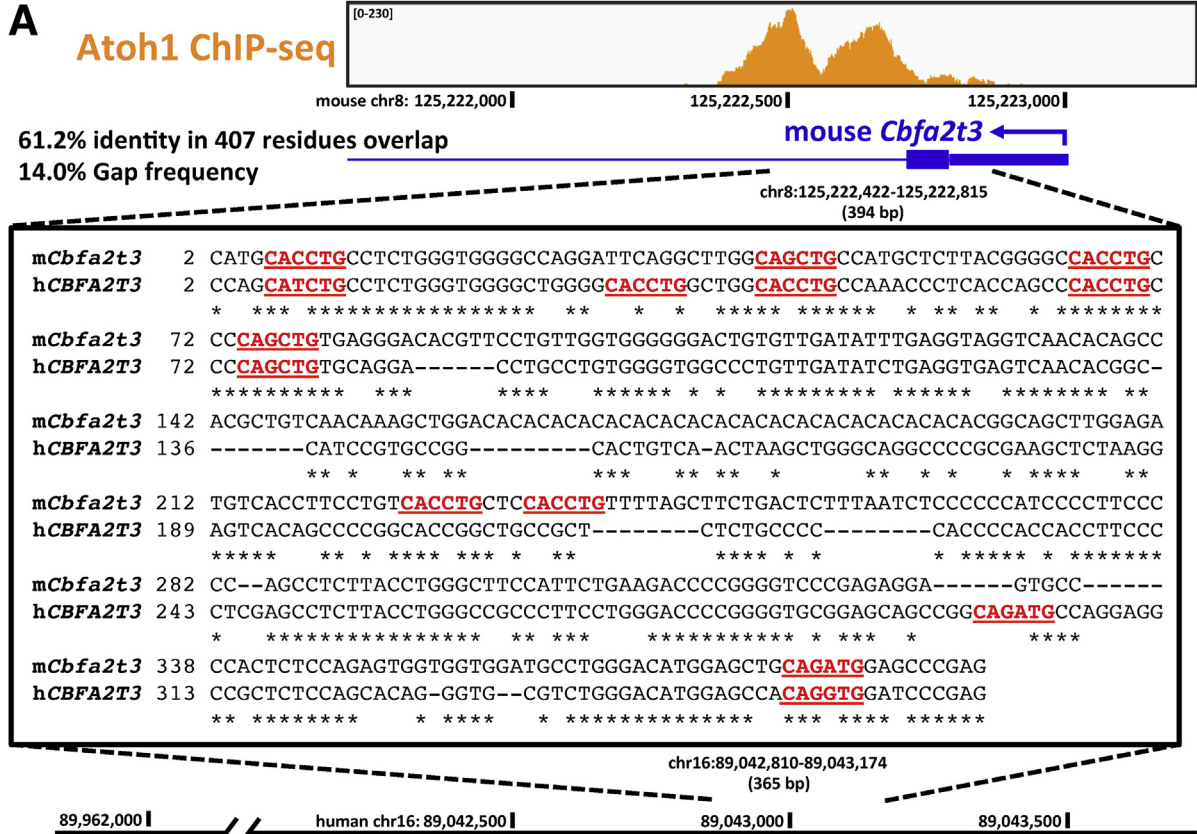 A
[0-230]
Atoh1 ChIP-seq
mouse chr8: 125,222,000 125,222,500 125,223,000
61.2% identity in 407 residues overlap
14.0% Gap frequency
mouse Cbfa2t3
chr8:125,222,422-125,222,815
(394 bp)
mCbfa2t3 2 CATGCACCTGCCTCTGGGTGGGGCCAGGATTCAGGCTTGGCAGCTGCCATGCTCTTACGGGGCCACCTGC
hCBFA2T3 2 CCAGCATCTGCCTCTGGGTGGGGCTGGGGCACCTGGCTGGCACCTGCCAAACCCTCACCAGCCCACCTGC
* *** ***************** ** * * **** ****** * ** ** * ********
mCbfa2t3 72 CCCAGCTGTGAGGGACACGTTCCTGTTGGTGGGGGGACTGTGTTGATATTTGAGGTAGGTCAACACAGCC
hCBFA2T3 72 CCCAGCTGTGCAGGA------CCTGCCTGTGGGGTGGCCCTGTTGATATCTGAGGTGAGTCAACACGGC-
********** *** **** ****** * * ********* ****** ******** **
mCbfa2t3 142 ACGCTGTCAACAAAGCTGGACACACACACACACACACACACACACACACACACACACGGCAGCTTGGAGA
hCBFA2T3 136 -------CATCCGTGCCGG---------CACTGTCA-ACTAAGCTGGGCAGGCCCCGCGAAGCTCTAAGG
** * ** ** *** ** ** * ** * * **** **
mCbfa2t3 212 TGTCACCTTCCTGTCACCTGCTCCACCTGTTTTAGCTTCTGACTCTTTAATCTCCCCCCATCCCCTTCCC
hCBFA2T3 189 AGTCACAGCCCCGGCACCGGCTGCCGCT---------CTCTGCCCC--------CACCCCACCACCTTCCC
***** ** * **** *** * ** **** * * * ***** * *******
mCbfa2t3 282 CC--AGCCTCTTACCTGGGCTTCCATTCTGAAGACCCCGGGGTCCCGAGAGGA------GTGCC------
hCBFA2T3 243 CTCGAGCCTCTTACCTGGGCCGCCCTTCCTGGGACCCCGGGGTGCGGAGCAGCCGGCAGATGCCAGGAGG
* **************** ** *** *********** * *** * ****
mCbfa2t3 338 CCACTCTCCAGAGTGGTGGTGGATGCCTGGGACATGGAGCTGCAGATGGAGCCCGAG
hCBFA2T3 313 CCGCTCTCCAGCACAG-GGTG--CGTCTGGGACATGGAGCCACAGGTGGATCCCGAG
** ******** * **** * **************** *** **** *******
chr16:89,042,810-89,043,174
(365 bp)
89,962,000 human chr16: 89,042,500 89,043,000 89,043,500